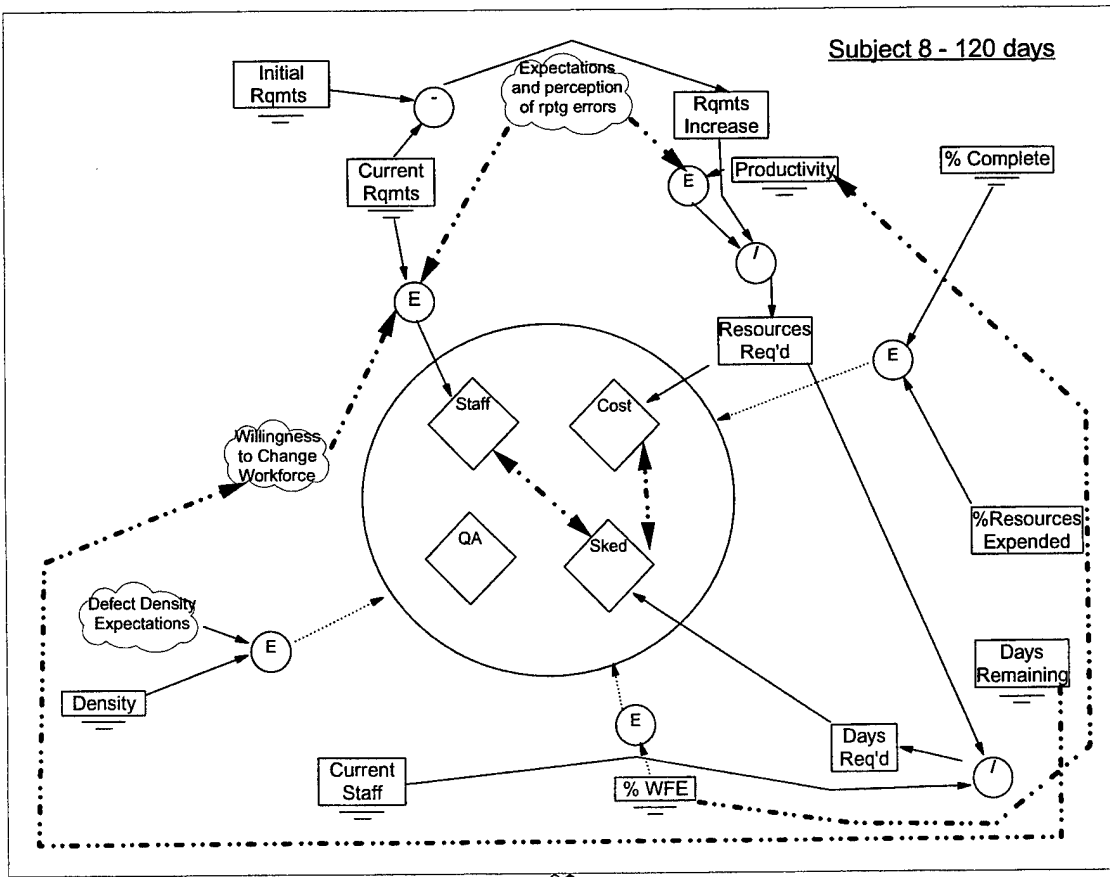 Subject 8 - 120 days
Initial
Rqmts
-
Expectations
and perception
of rptg errors
Rqmts
Increase
Current
Rqmts
E
Productivity
% Complete
/
E
Resources
Req'd
E
Staff
Cost
Willingness
to Change
Workforce
QA
Sked
%Resources
Expended
Defect Density
Expectations
E
Density
Days
Remaining
E
Days
Req'd
Current
Staff
% WFE
/